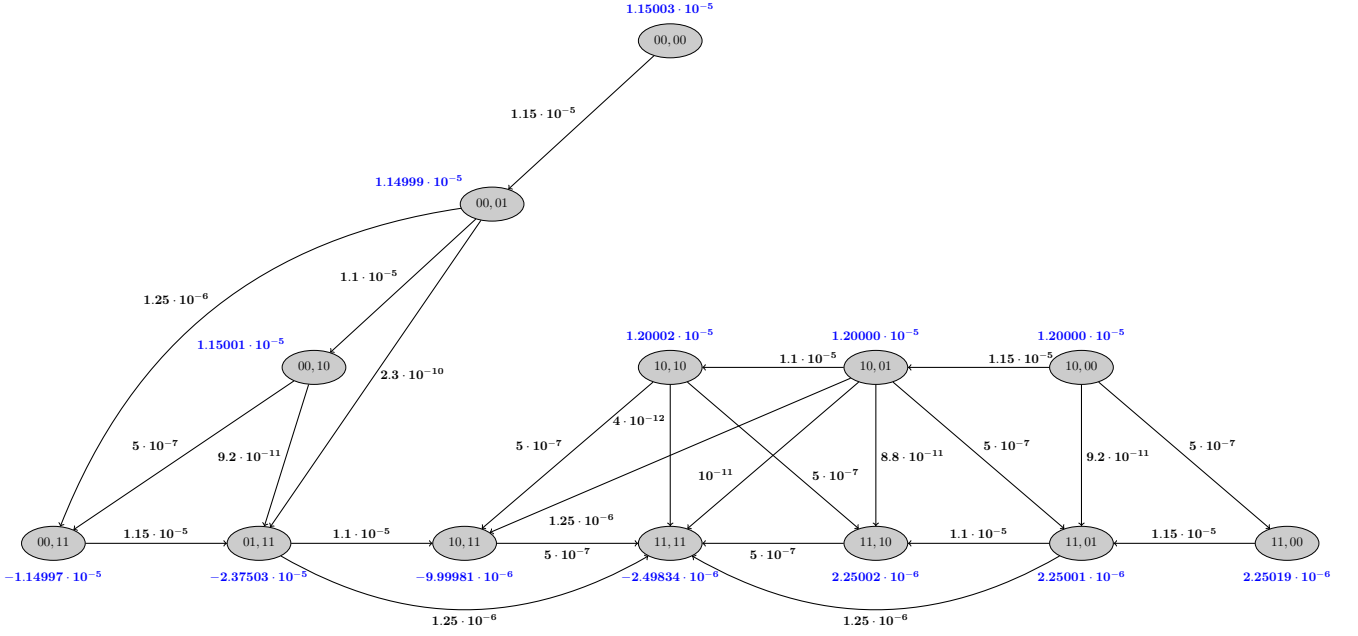 1.15003 · 10⁻⁵
00, 00
1.15 · 10⁻⁵
1.14999 · 10⁻⁵
00, 01
1.1 · 10⁻⁵
1.25 · 10⁻⁶
1.15001 · 10⁻⁵
1.20002 · 10⁻⁵
1.20000 · 10⁻⁵
1.20000 · 10⁻⁵
00, 10
2.3 · 10⁻¹⁰
10, 10
1.1 · 10⁻⁵
10, 01
1.15 · 10⁻⁵
10, 00
4 · 10⁻¹²
5 · 10⁻⁷
9.2 · 10⁻¹¹
5 · 10⁻⁷
10⁻¹¹
5 · 10⁻⁷
8.8 · 10⁻¹¹
5 · 10⁻⁷
9.2 · 10⁻¹¹
5 · 10⁻⁷
1.25 · 10⁻⁶
00, 11
1.15 · 10⁻⁵
01, 11
1.1 · 10⁻⁵
10, 11
5 · 10⁻⁷
11, 11
5 · 10⁻⁷
11, 10
1.1 · 10⁻⁵
11, 01
1.15 · 10⁻⁵
11, 00
−1.14997 · 10⁻⁵
−2.37503 · 10⁻⁵
−9.99981 · 10⁻⁶
−2.49834 · 10⁻⁶
2.25002 · 10⁻⁶
2.25001 · 10⁻⁶
2.25019 · 10⁻⁶
1.25 · 10⁻⁶
1.25 · 10⁻⁶